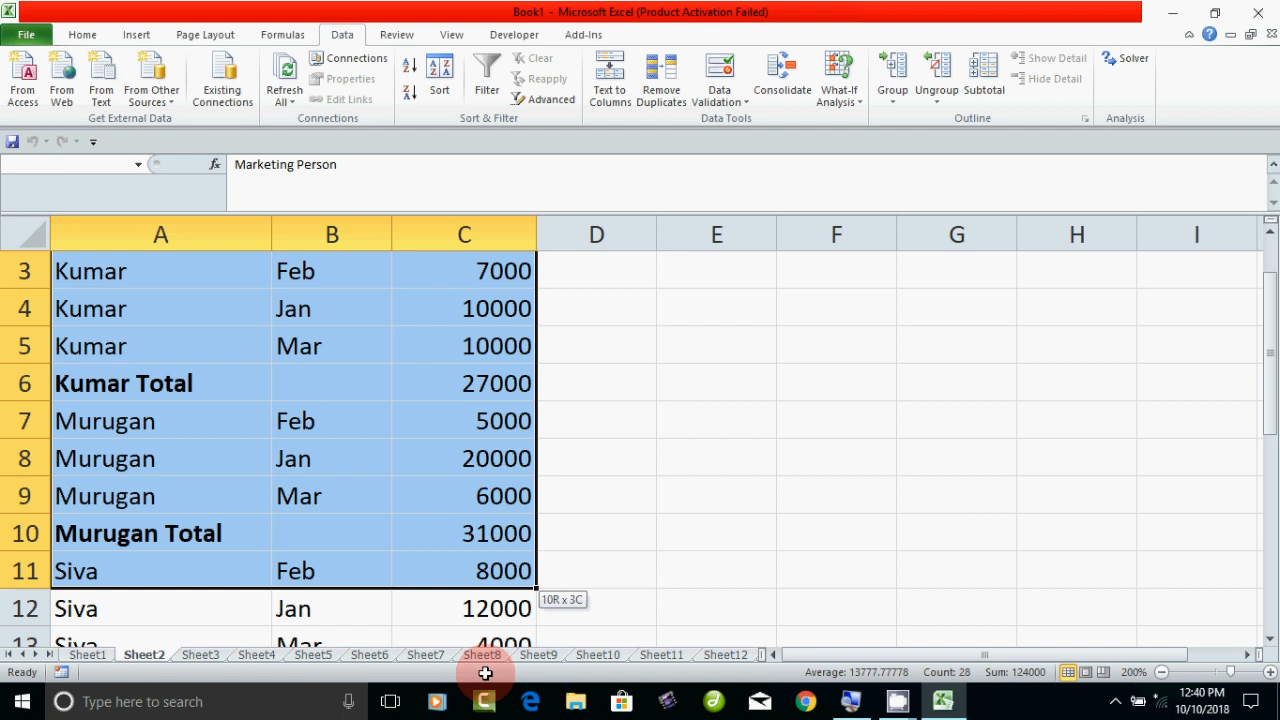 Book1 - Microsoft Excel (Product Activation Failed)
File Home Insert Page Layout Formulas Data Review View Developer Add-Ins
From Access
From Web
From Text
From Other Sources
Existing Connections
Get External Data
Refresh All
Connections
Properties
Edit Links
Connections
Sort
Filter
Clear
Reapply
Advanced
Sort & Filter
Text to Columns
Remove Duplicates
Data Validation
Consolidate
What-If Analysis
Data Tools
Group
Ungroup
Subtotal
Show Detail
Hide Detail
Outline
Solver
Analysis
fx Marketing Person
A B C D E F G H I
3 Kumar Feb 7000
4 Kumar Jan 10000
5 Kumar Mar 10000
6 Kumar Total 27000
7 Murugan Feb 5000
8 Murugan Jan 20000
9 Murugan Mar 6000
10 Murugan Total 31000
11 Siva Feb 8000
10R x 3C
12 Siva Jan 12000
13 Siva Mar 4000
Sheet1 Sheet2 Sheet3 Sheet4 Sheet5 Sheet6 Sheet7 Sheet8 Sheet9 Sheet10 Sheet11 Sheet12
Ready Average: 13777.77778 Count: 28 Sum: 124000 200%
Type here to search
12:40 PM
10/10/2018